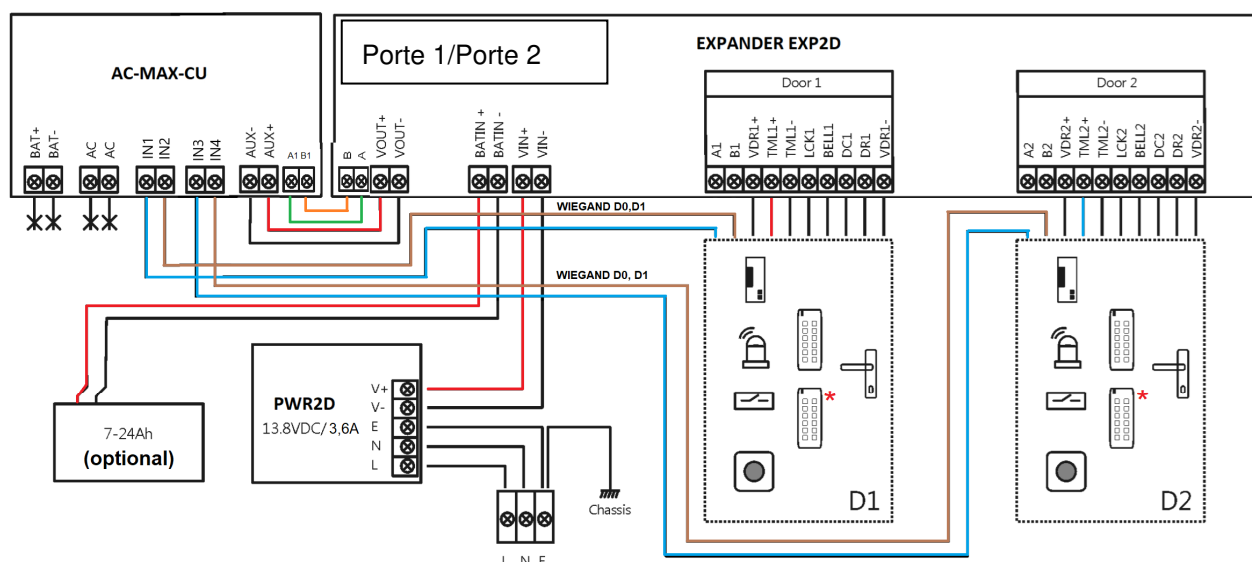 AC-MAX-CU
Porte 1/Porte 2
EXPANDER EXP2D
Door 1
Door 2
BAT+
BAT-
AC
AC
IN1
IN2
IN3
IN4
AUX-
AUX+
A1
B1
B
A
VOUT+
VOUT-
BATIN +
BATIN -
VIN+
VIN-
A1
B1
VDR1+
TML1+
TML1-
LCK1
BELL1
DC1
DR1
VDR1-
A2
B2
VDR2+
TML2+
TML2-
LCK2
BELL2
DC2
DR2
VDR2-
WIEGAND D0,D1
WIEGAND D0, D1
PWR2D
13.8VDC/ 3,6A
V+
V-
E
N
L
7-24Ah
(optional)
Chassis
L N E
*
*
D1
D2